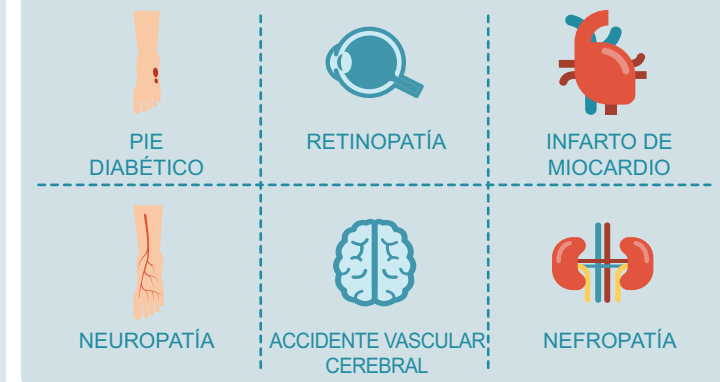 PIE
DIABÉTICO
RETINOPATÍA
INFARTO DE
MIOCARDIO
NEUROPATÍA
ACCIDENTE VASCULAR
CEREBRAL
NEFROPATÍA